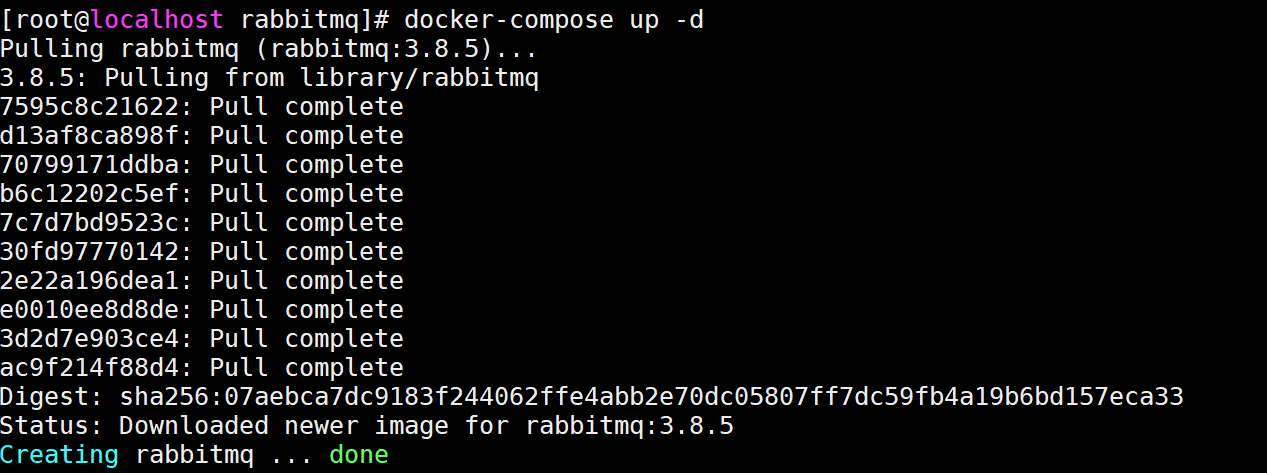 [root@localhost rabbitmq]# docker-compose up -d
Pulling rabbitmq (rabbitmq:3.8.5)...
3.8.5: Pulling from library/rabbitmq
7595c8c21622: Pull complete
d13af8ca898f: Pull complete
70799171ddba: Pull complete
b6c12202c5ef: Pull complete
7c7d7bd9523c: Pull complete
30fd97770142: Pull complete
2e22a196dea1: Pull complete
e0010ee8d8de: Pull complete
3d2d7e903ce4: Pull complete
ac9f214f88d4: Pull complete
Digest: sha256:07aebca7dc9183f244062ffe4abb2e70dc05807ff7dc59fb4a19b6bd157eca33
Status: Downloaded newer image for rabbitmq:3.8.5
Creating rabbitmq ... done